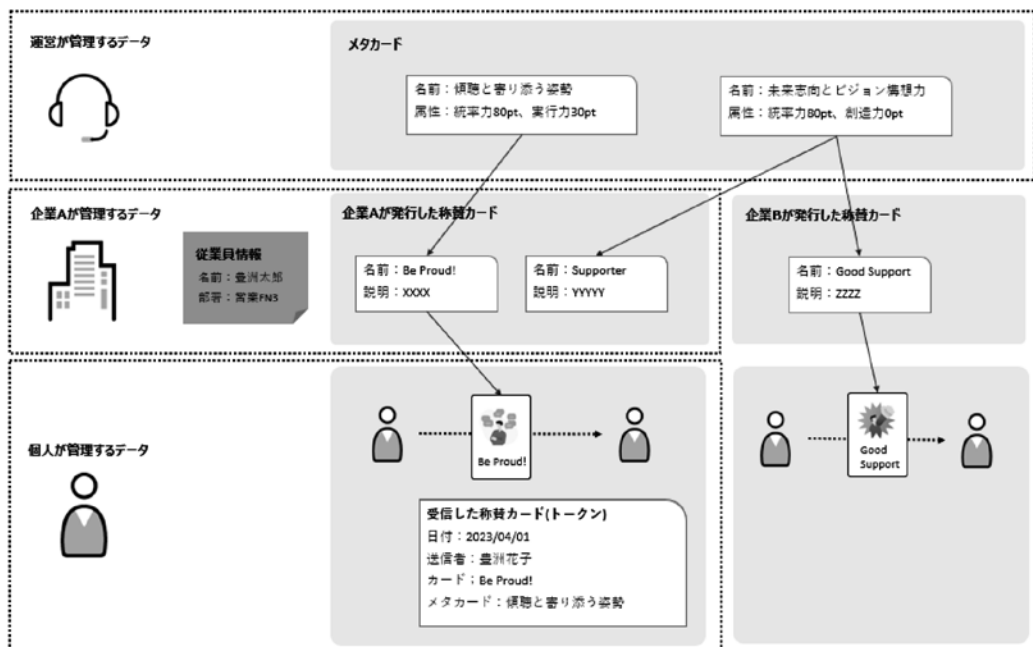 運営が管理するデータ
メタカード
名前：傾聴と寄り添う姿勢
属性：統率力80pt、実行力30pt
名前：未来志向とビジョン構想力
属性：統率力80pt、創造力0pt
企業Aが管理するデータ
従業員情報
名前：豊洲太郎
部署：営業FN3
企業Aが発行した称賛カード
名前：Be Proud!
説明：XXXX
名前：Supporter
説明：YYYYY
企業Bが発行した称賛カード
名前：Good Support
説明：ZZZZ
個人が管理するデータ
Be Proud!
受信した称賛カード(トークン)
日付：2023/04/01
送信者：豊洲花子
カード；Be Proud!
メタカード：傾聴と寄り添う姿勢
Good
Support